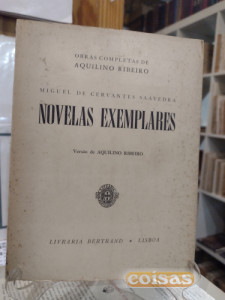 OBRAS COMPLETAS DE
AQUILINO RIBEIRO
MIGUEL DE CERVANTES SAAVEDRA
NOVELAS EXEMPLARES
Versão de AQUILINO RIBEIRO
LIVRARIA BERTRAND • LISBOA
coisas